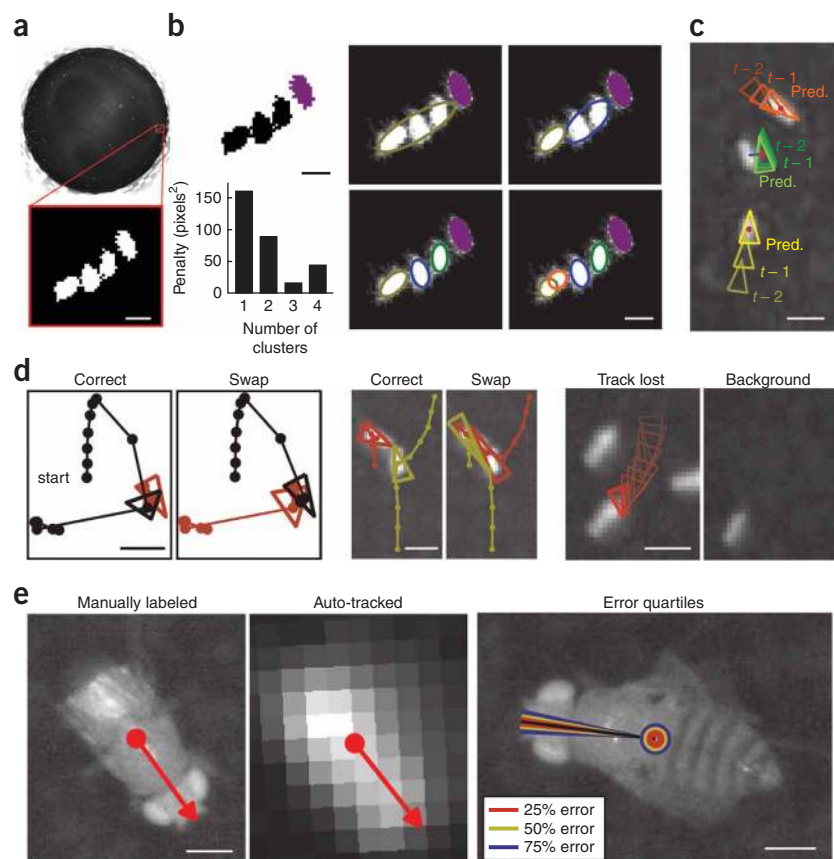 a
b
c
Penalty (pixels²)
150
100
50
0
1 2 3 4
Number of
clusters
t – 2
t – 1
Pred.
t – 2
t – 1
Pred.
Pred.
t – 1
t – 2
d
Correct
Swap
start
Correct
Swap
Track lost
Background
e
Manually labeled
Auto-tracked
Error quartiles
25% error
50% error
75% error